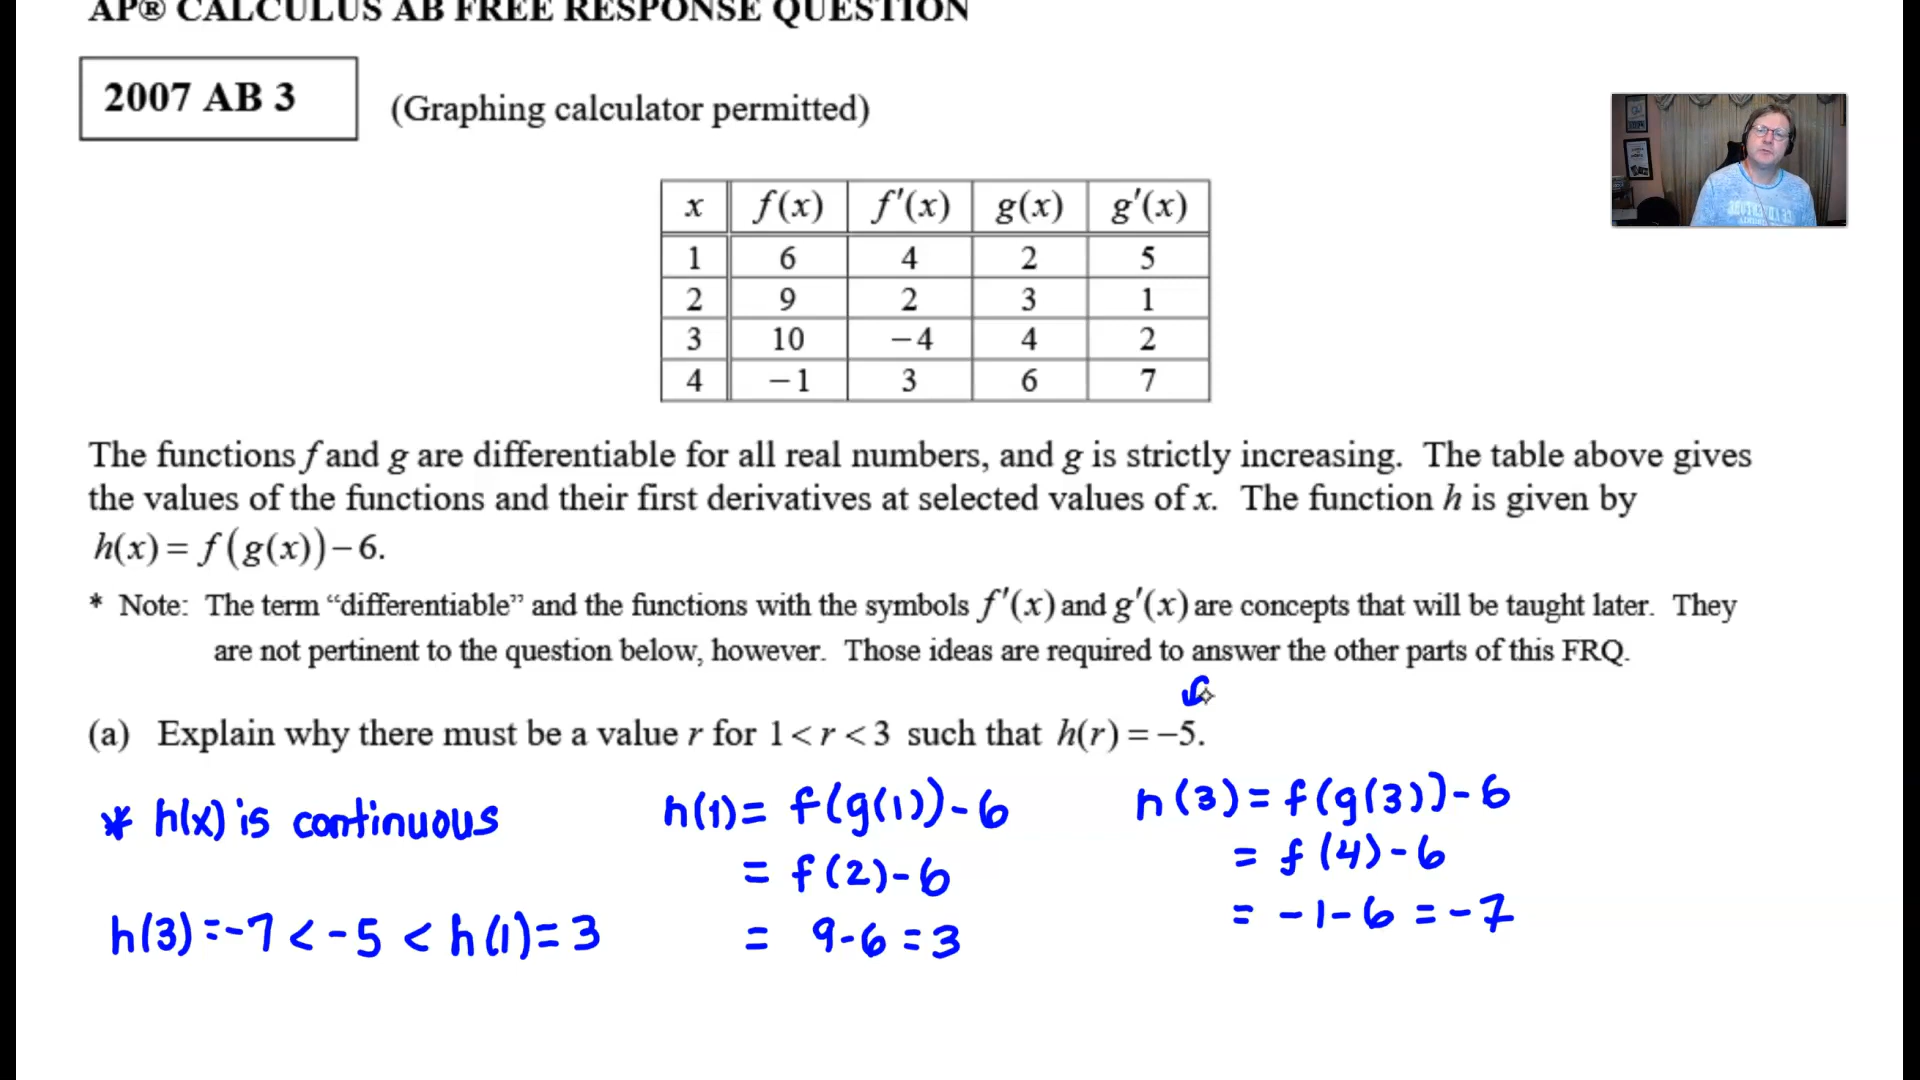 AP® CALCULUS AB FREE RESPONSE QUESTION
2007 AB 3
(Graphing calculator permitted)
x f(x) f'(x) g(x) g'(x)
1 6 4 2 5
2 9 2 3 1
3 10 −4 4 2
4 −1 3 6 7
The functions f and g are differentiable for all real numbers, and g is strictly increasing. The table above gives
the values of the functions and their first derivatives at selected values of x. The function h is given by
h(x) = f(g(x)) − 6.
* Note: The term “differentiable” and the functions with the symbols f'(x) and g'(x) are concepts that will be taught later. They
are not pertinent to the question below, however. Those ideas are required to answer the other parts of this FRQ.
(a) Explain why there must be a value r for 1 < r < 3 such that h(r) = −5.
* h(x) is continuous
h(3) = -7 < -5 < h(1) = 3
h(1) = f(g(1)) - 6
= f(2) - 6
= 9 - 6 = 3
h(3) = f(g(3)) - 6
= f(4) - 6
= -1 - 6 = -7